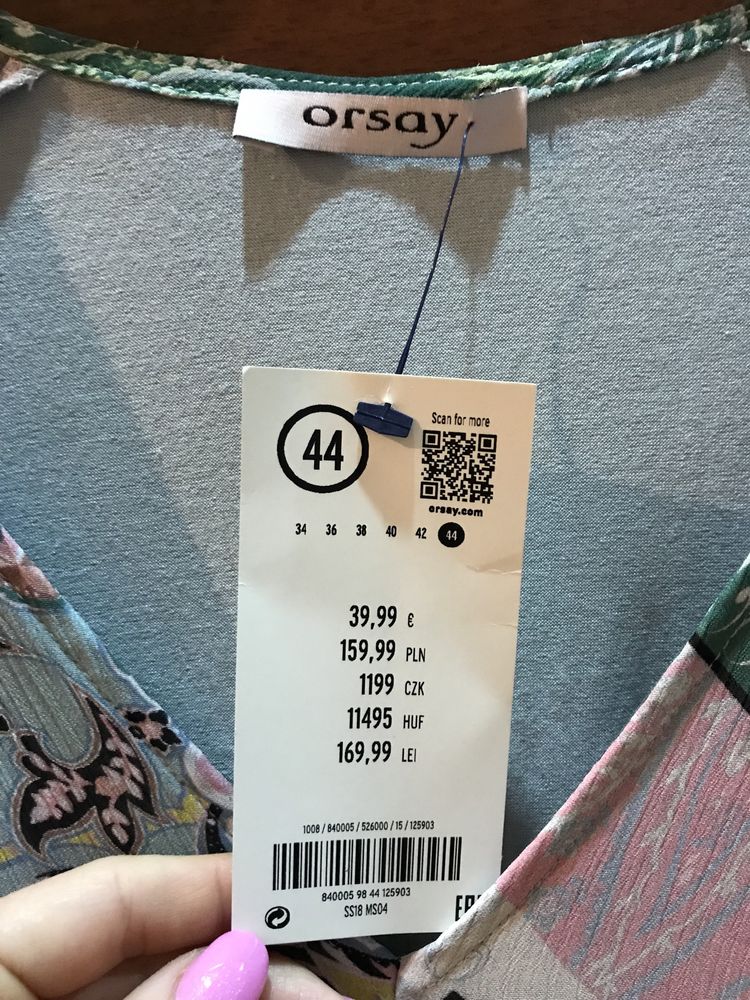 orsay
44
Scan for more
orsay.com
34 36 38 40 42 44
39,99 €
159,99 PLN
1199 CZK
11495 HUF
169,99 LEI
1008 / 840005 / 526000 / 15 / 125903
840005 98 44 125903
SS18 MS04